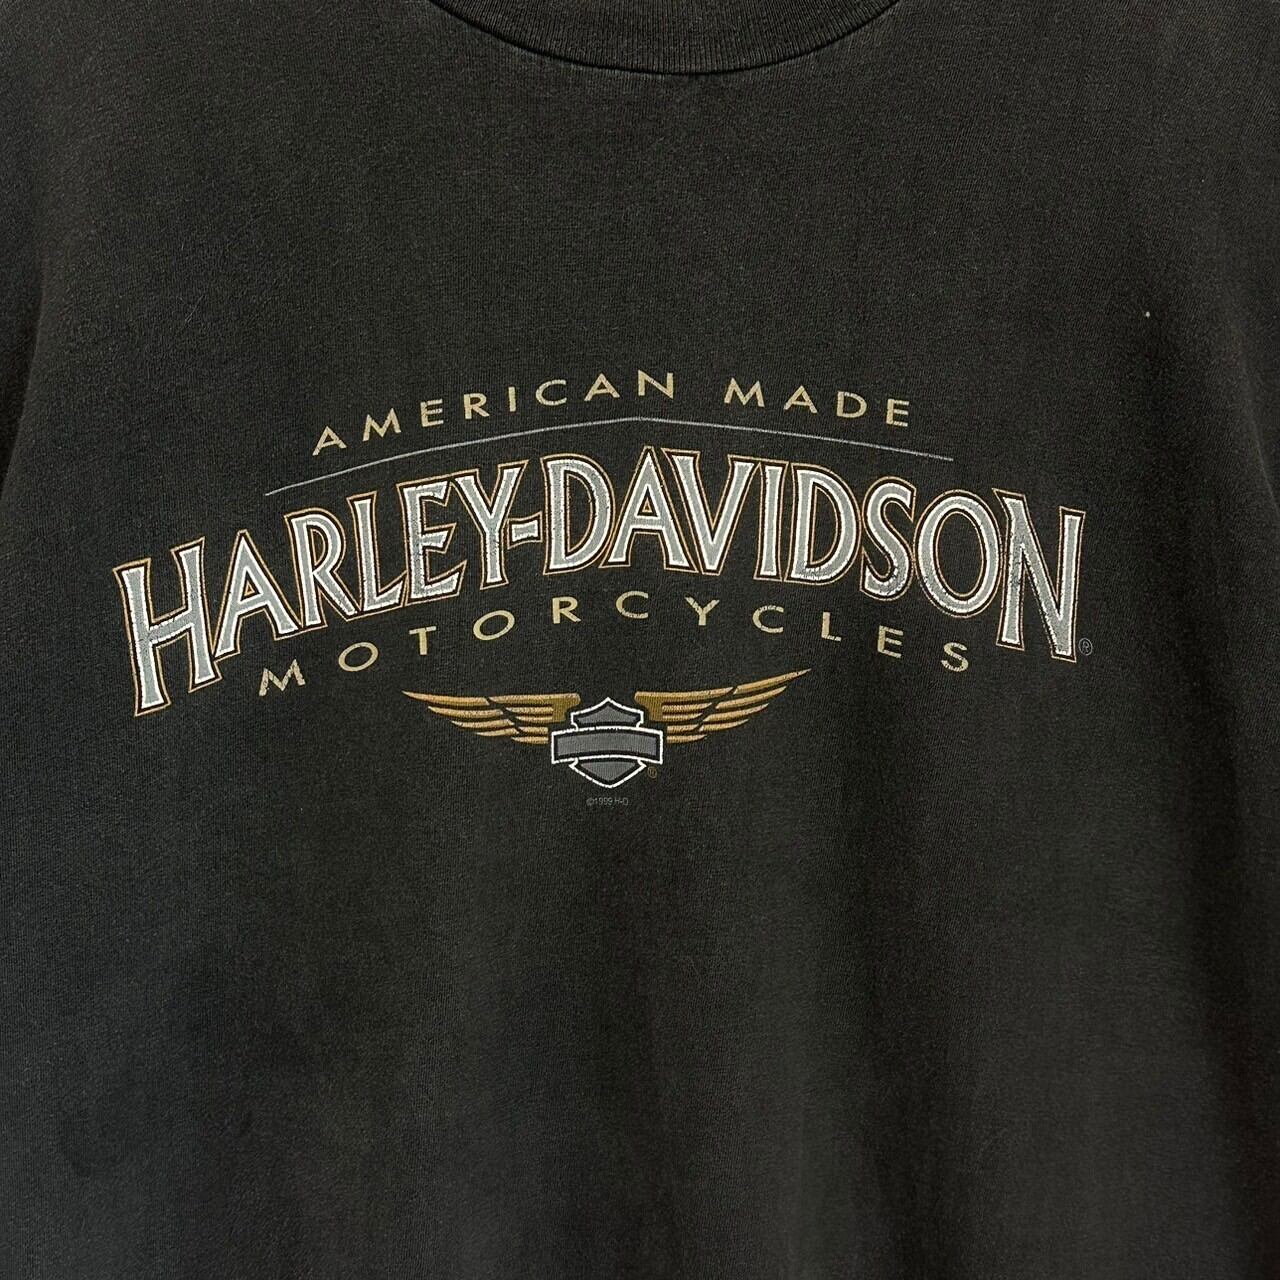 AMERICAN MADE
HARLEY-DAVIDSON®
MOTORCYCLES
®
©1999 H-D